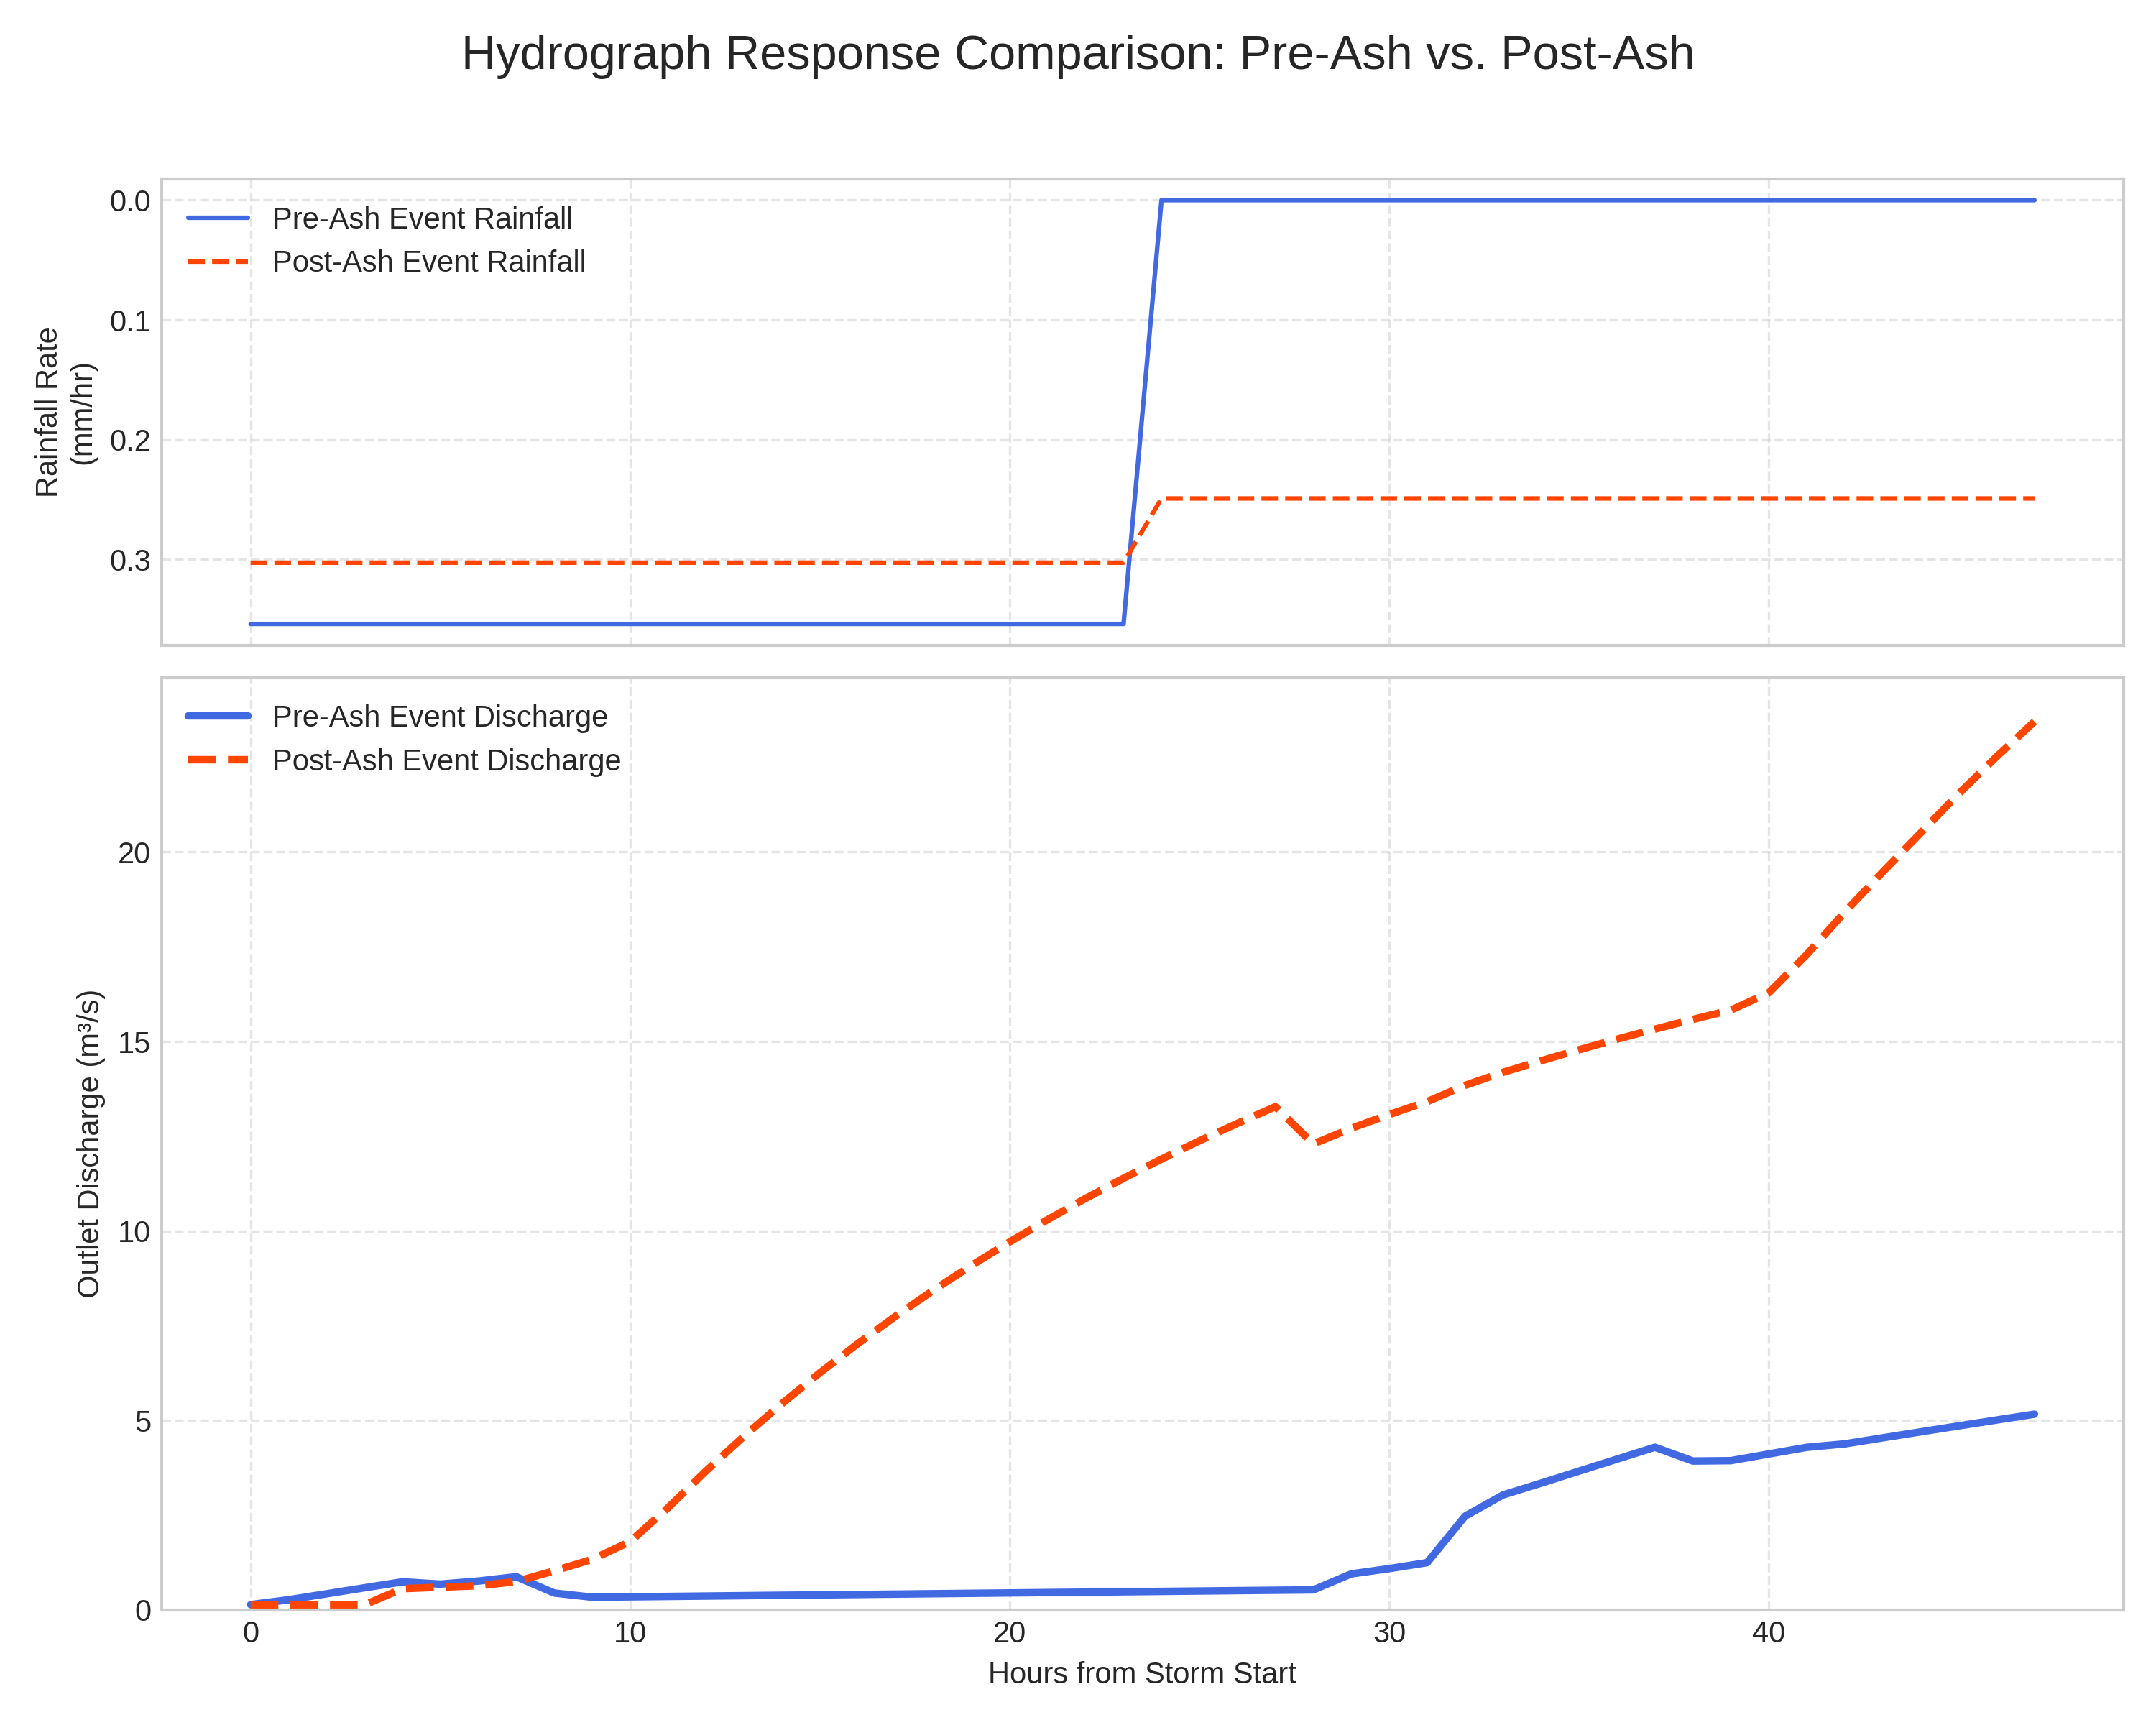 Hydrograph Response Comparison: Pre-Ash vs. Post-Ash
Pre-Ash Event Rainfall
Post-Ash Event Rainfall
Rainfall Rate
(mm/hr)
0.0
0.1
0.2
0.3
Pre-Ash Event Discharge
Post-Ash Event Discharge
Outlet Discharge (m³/s)
20
15
10
5
0
0 10 20 30 40
Hours from Storm Start